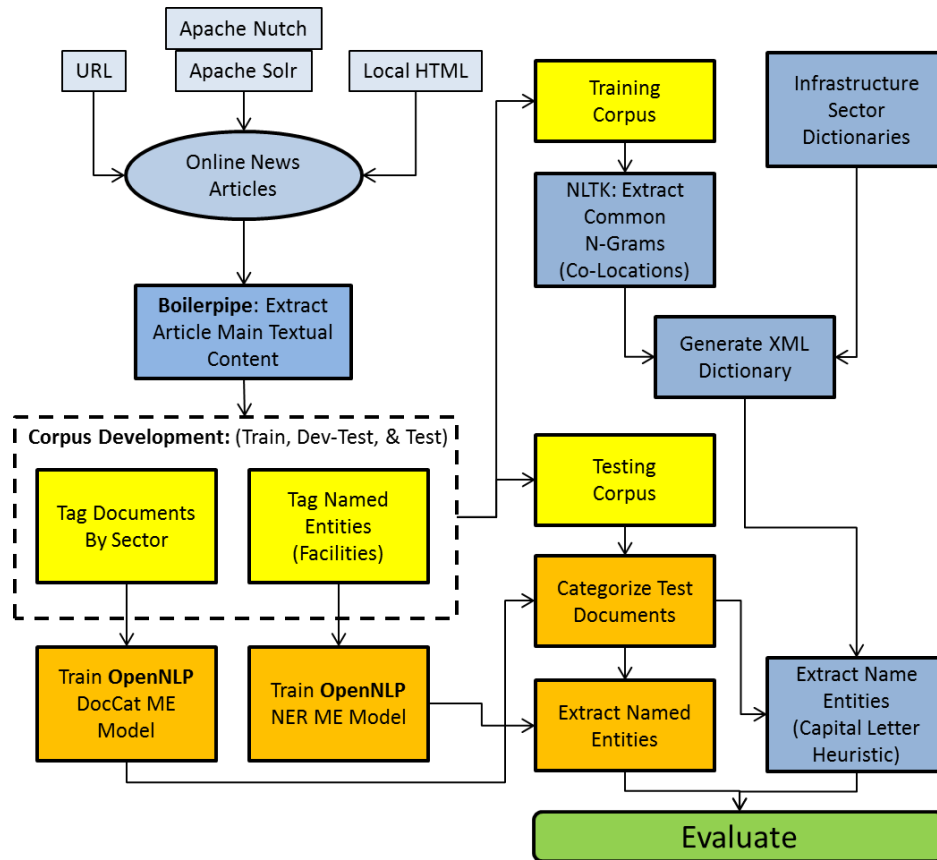 Apache Nutch
URL
Apache Solr
Local HTML
Online News
Articles
Boilerpipe: Extract
Article Main Textual
Content
Corpus Development: (Train, Dev-Test, & Test)
Tag Documents
By Sector
Tag Named
Entities
(Facilities)
Train OpenNLP
DocCat ME
Model
Train OpenNLP
NER ME Model
Training
Corpus
Infrastructure
Sector
Dictionaries
NLTK: Extract
Common
N-Grams
(Co-Locations)
Generate XML
Dictionary
Testing
Corpus
Categorize Test
Documents
Extract Named
Entities
Extract Name
Entities
(Capital Letter
Heuristic)
Evaluate